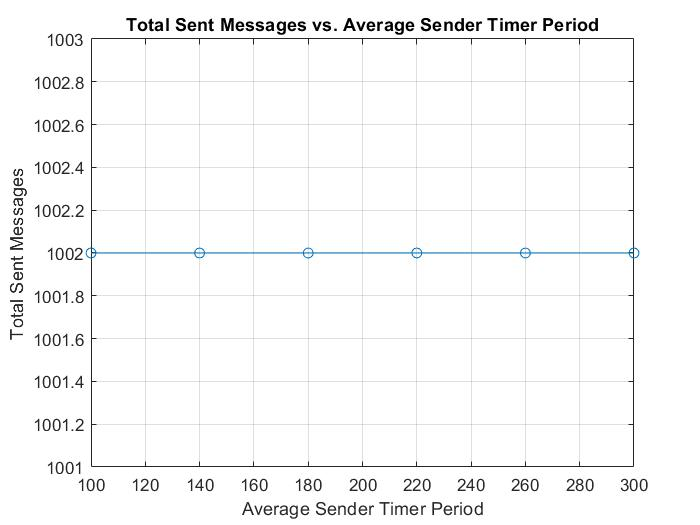 Total Sent Messages vs. Average Sender Timer Period
1003
1002.8
1002.6
1002.4
1002.2
1002
1001.8
1001.6
1001.4
1001.2
1001
Total Sent Messages
100 120 140 160 180 200 220 240 260 280 300
Average Sender Timer Period